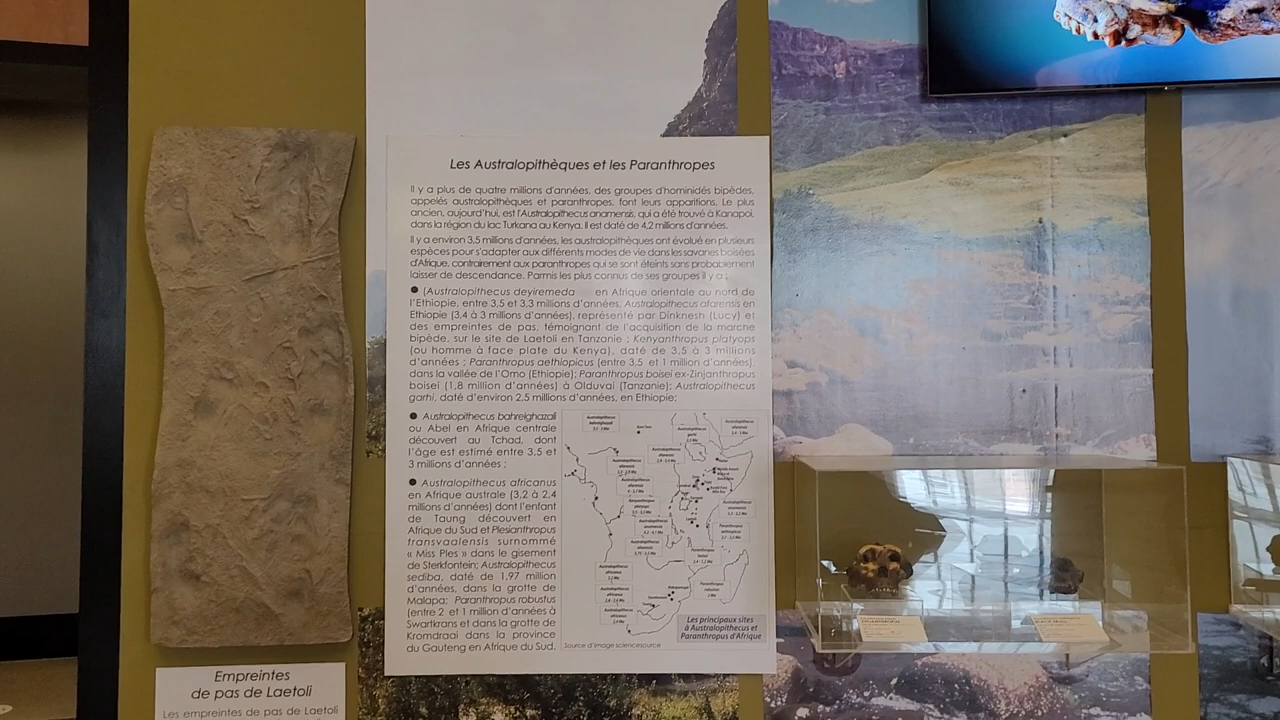 Les Australopithèques et les Paranthropes
Il y a plus de quatre millions d'années, des groupes d'hominidés bipèdes,
appelés australopithèques et paranthropes, font leurs apparitions. Le plus
ancien, aujourd'hui, est l'Australopithecus anamensis, qui a été trouvé à Kanapoi,
dans la région du lac Turkana au Kenya. Il est daté de 4,2 millions d'années.
Il y a environ 3,5 millions d'années, les australopithèques ont évolué en plusieurs
espèces pour s'adapter aux différents modes de vie dans les savanes boisées
d'Afrique, contrairement aux paranthropes qui se sont éteints sans probablement
laisser de descendance. Parmis les plus connus de ses groupes il y a :
● (Australopithecus deyiremeda en Afrique orientale au nord de
l'Ethiopie, entre 3,5 et 3,3 millions d'années, Australopithecus afarensis en
Ethiopie (3,4 à 3 millions d'années), représenté par Dinknesh (Lucy) et
des empreintes de pas, témoignant de l'acquisition de la marche
bipède, sur le site de Laetoli en Tanzanie ; Kenyanthropus platyops
(ou homme à face plate du Kenya), daté de 3,5 à 3 millions
d'années ; Paranthropus aethiopicus (entre 3,5 et 1 million d'années),
dans la vallée de l'Omo (Ethiopie); Paranthropus boisei ex-Zinjanthropus
boisei (1,8 million d'années) à Olduvai (Tanzanie); Australopithecus
garhi, daté d'environ 2,5 millions d'années, en Ethiopie;
● Australopithecus bahrelghazali
ou Abel en Afrique centrale
découvert au Tchad, dont
l'âge est estimé entre 3,5 et
3 millions d'années ;
● Australopithecus africanus
en Afrique australe (3,2 à 2,4
millions d'années) dont l'enfant
de Taung découvert en
Afrique du Sud et Plesianthropus
transvaalensis surnommé
« Miss Ples » dans le gisement
de Sterkfontein; Australopithecus
sediba, daté de 1,97 million
d'années, dans la grotte de
Malapa; Paranthropus robustus
(entre 2 et 1 million d'années à
Swartkrans et dans la grotte de
Kromdraai dans la province
du Gauteng en Afrique du Sud.
Les principaux sites
à Australopithecus et
Paranthropus d'Afrique
Source d'image sciencesource
Empreintes
de pas de Laetoli
Les empreintes de pas de Laetoli